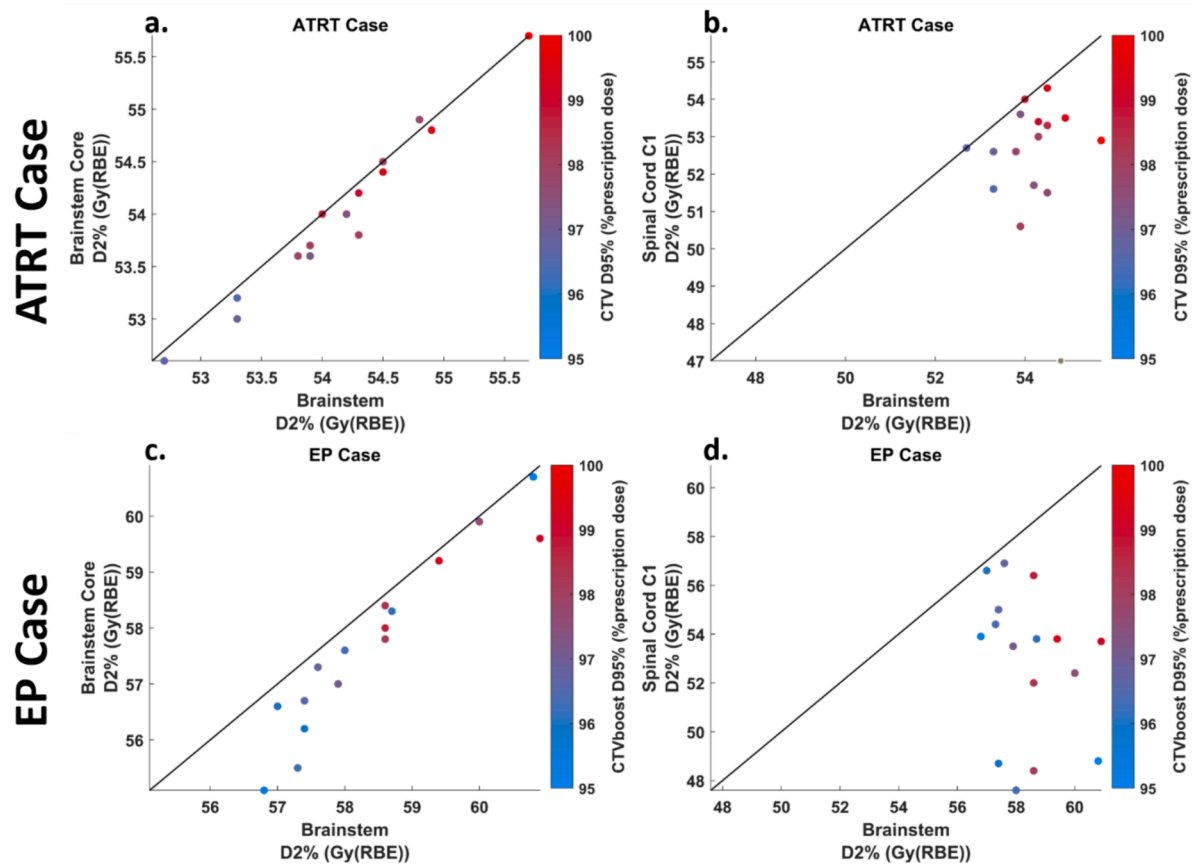 ATRT Case
a.
ATRT Case
Brainstem Core
D2% (Gy(RBE))
55.5
55
54.5
54
53.5
53
53
53.5
54
54.5
55
55.5
Brainstem
D2% (Gy(RBE))
100
99
98
97
96
95
CTV D95% (%prescription dose)
b.
ATRT Case
Spinal Cord C1
D2% (Gy(RBE))
55
54
53
52
51
50
49
48
47
48
50
52
54
Brainstem
D2% (Gy(RBE))
100
99
98
97
96
95
CTV D95% (%prescription dose)
EP Case
c.
EP Case
Brainstem Core
D2% (Gy(RBE))
60
59
58
57
56
56
57
58
59
60
Brainstem
D2% (Gy(RBE))
100
99
98
97
96
95
CTVboost D95% (%prescription dose)
d.
EP Case
Spinal Cord C1
D2% (Gy(RBE))
60
58
56
54
52
50
48
48
50
52
54
56
58
60
Brainstem
D2% (Gy(RBE))
100
99
98
97
96
95
CTVboost D95% (%prescription dose)